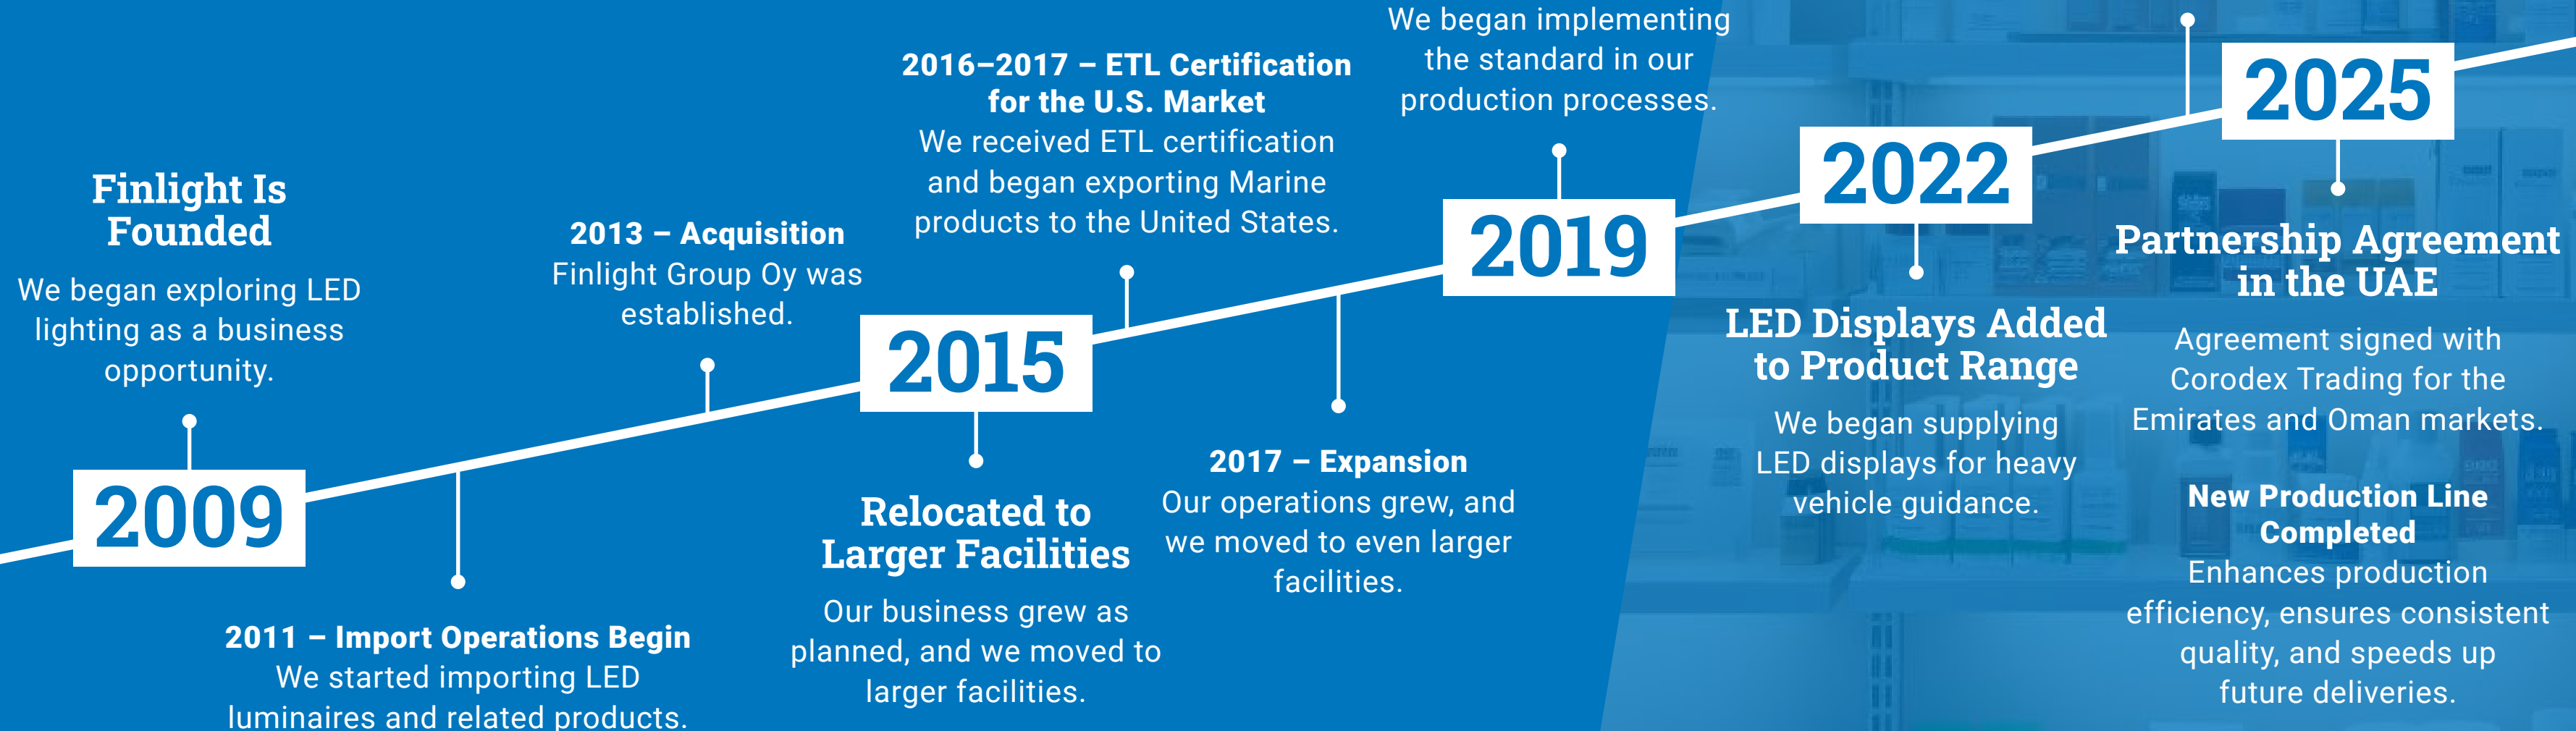 Finlight Is
Founded
We began exploring LED
lighting as a business
opportunity.
2009
2011 – Import Operations Begin
We started importing LED
luminaires and related products.
2013 – Acquisition
Finlight Group Oy was
established.
2015
Relocated to
Larger Facilities
Our business grew as
planned, and we moved to
larger facilities.
2016–2017 – ETL Certification
for the U.S. Market
We received ETL certification
and began exporting Marine
products to the United States.
2017 – Expansion
Our operations grew, and
we moved to even larger
facilities.
We began implementing
the standard in our
production processes.
2019
2022
LED Displays Added
to Product Range
We began supplying
LED displays for heavy
vehicle guidance.
2025
Partnership Agreement
in the UAE
Agreement signed with
Corodex Trading for the
Emirates and Oman markets.
New Production Line
Completed
Enhances production
efficiency, ensures consistent
quality, and speeds up
future deliveries.